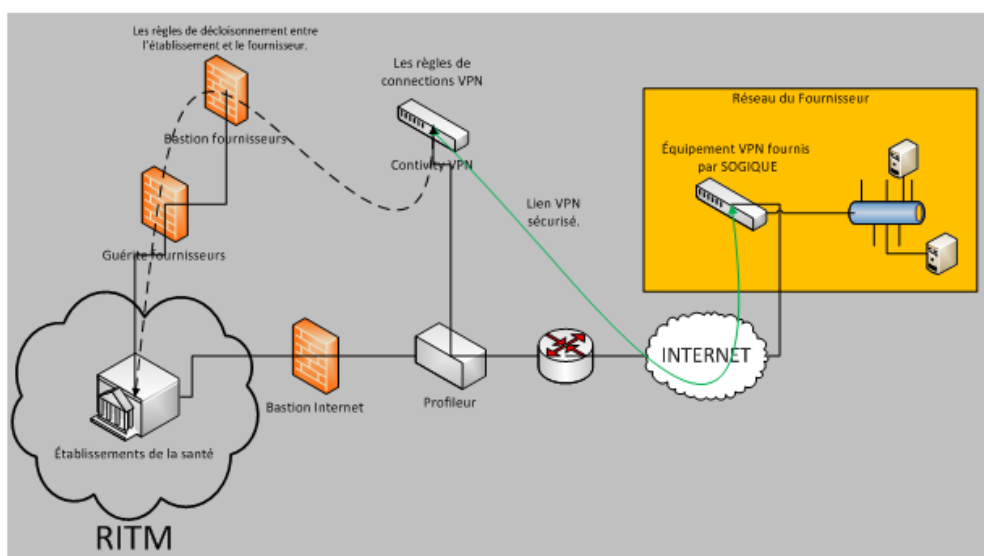 Les règles de décloisonnement entre
l'établissement et le fournisseur.
Les règles de
connections VPN
Réseau du Fournisseur
Bastion fournisseurs
Contivity VPN
Équipement VPN fournis
par SOGIQUE
Lien VPN
sécurisé.
Guérite fournisseurs
INTERNET
Bastion Internet
Profileur
Établissements de la santé
RITM